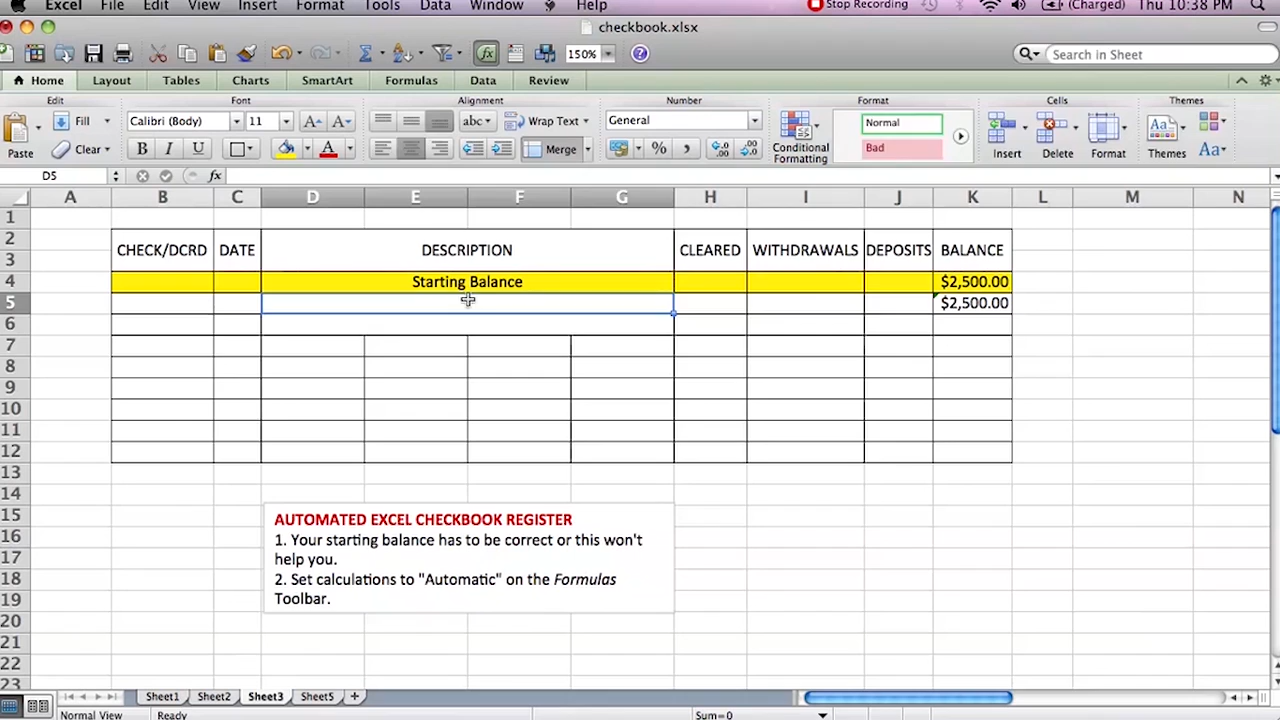 Excel File Edit View Insert Format Tools Data Window Help Stop Recording (Charged) Thu 10:38 PM
checkbook.xlsx
150% Search in Sheet
Home Layout Tables Charts SmartArt Formulas Data Review
Edit Font Alignment Number Format Cells Themes
Fill Calibri (Body) 11 abc Wrap Text General Normal
Paste Clear B I U A Merge % Conditional Formatting Bad Insert Delete Format Themes Aa
D5 fx
A B C D E F G H I J K L M N
1
2 CHECK/DCRD DATE DESCRIPTION CLEARED WITHDRAWALS DEPOSITS BALANCE
3
4 Starting Balance $2,500.00
5 $2,500.00
6
7
8
9
10
11
12
13
14
15 AUTOMATED EXCEL CHECKBOOK REGISTER
16 1. Your starting balance has to be correct or this won't
17 help you.
18 2. Set calculations to "Automatic" on the Formulas
19 Toolbar.
20
21
22
23
Sheet1 Sheet2 Sheet3 Sheet5
Normal View Ready Sum=0